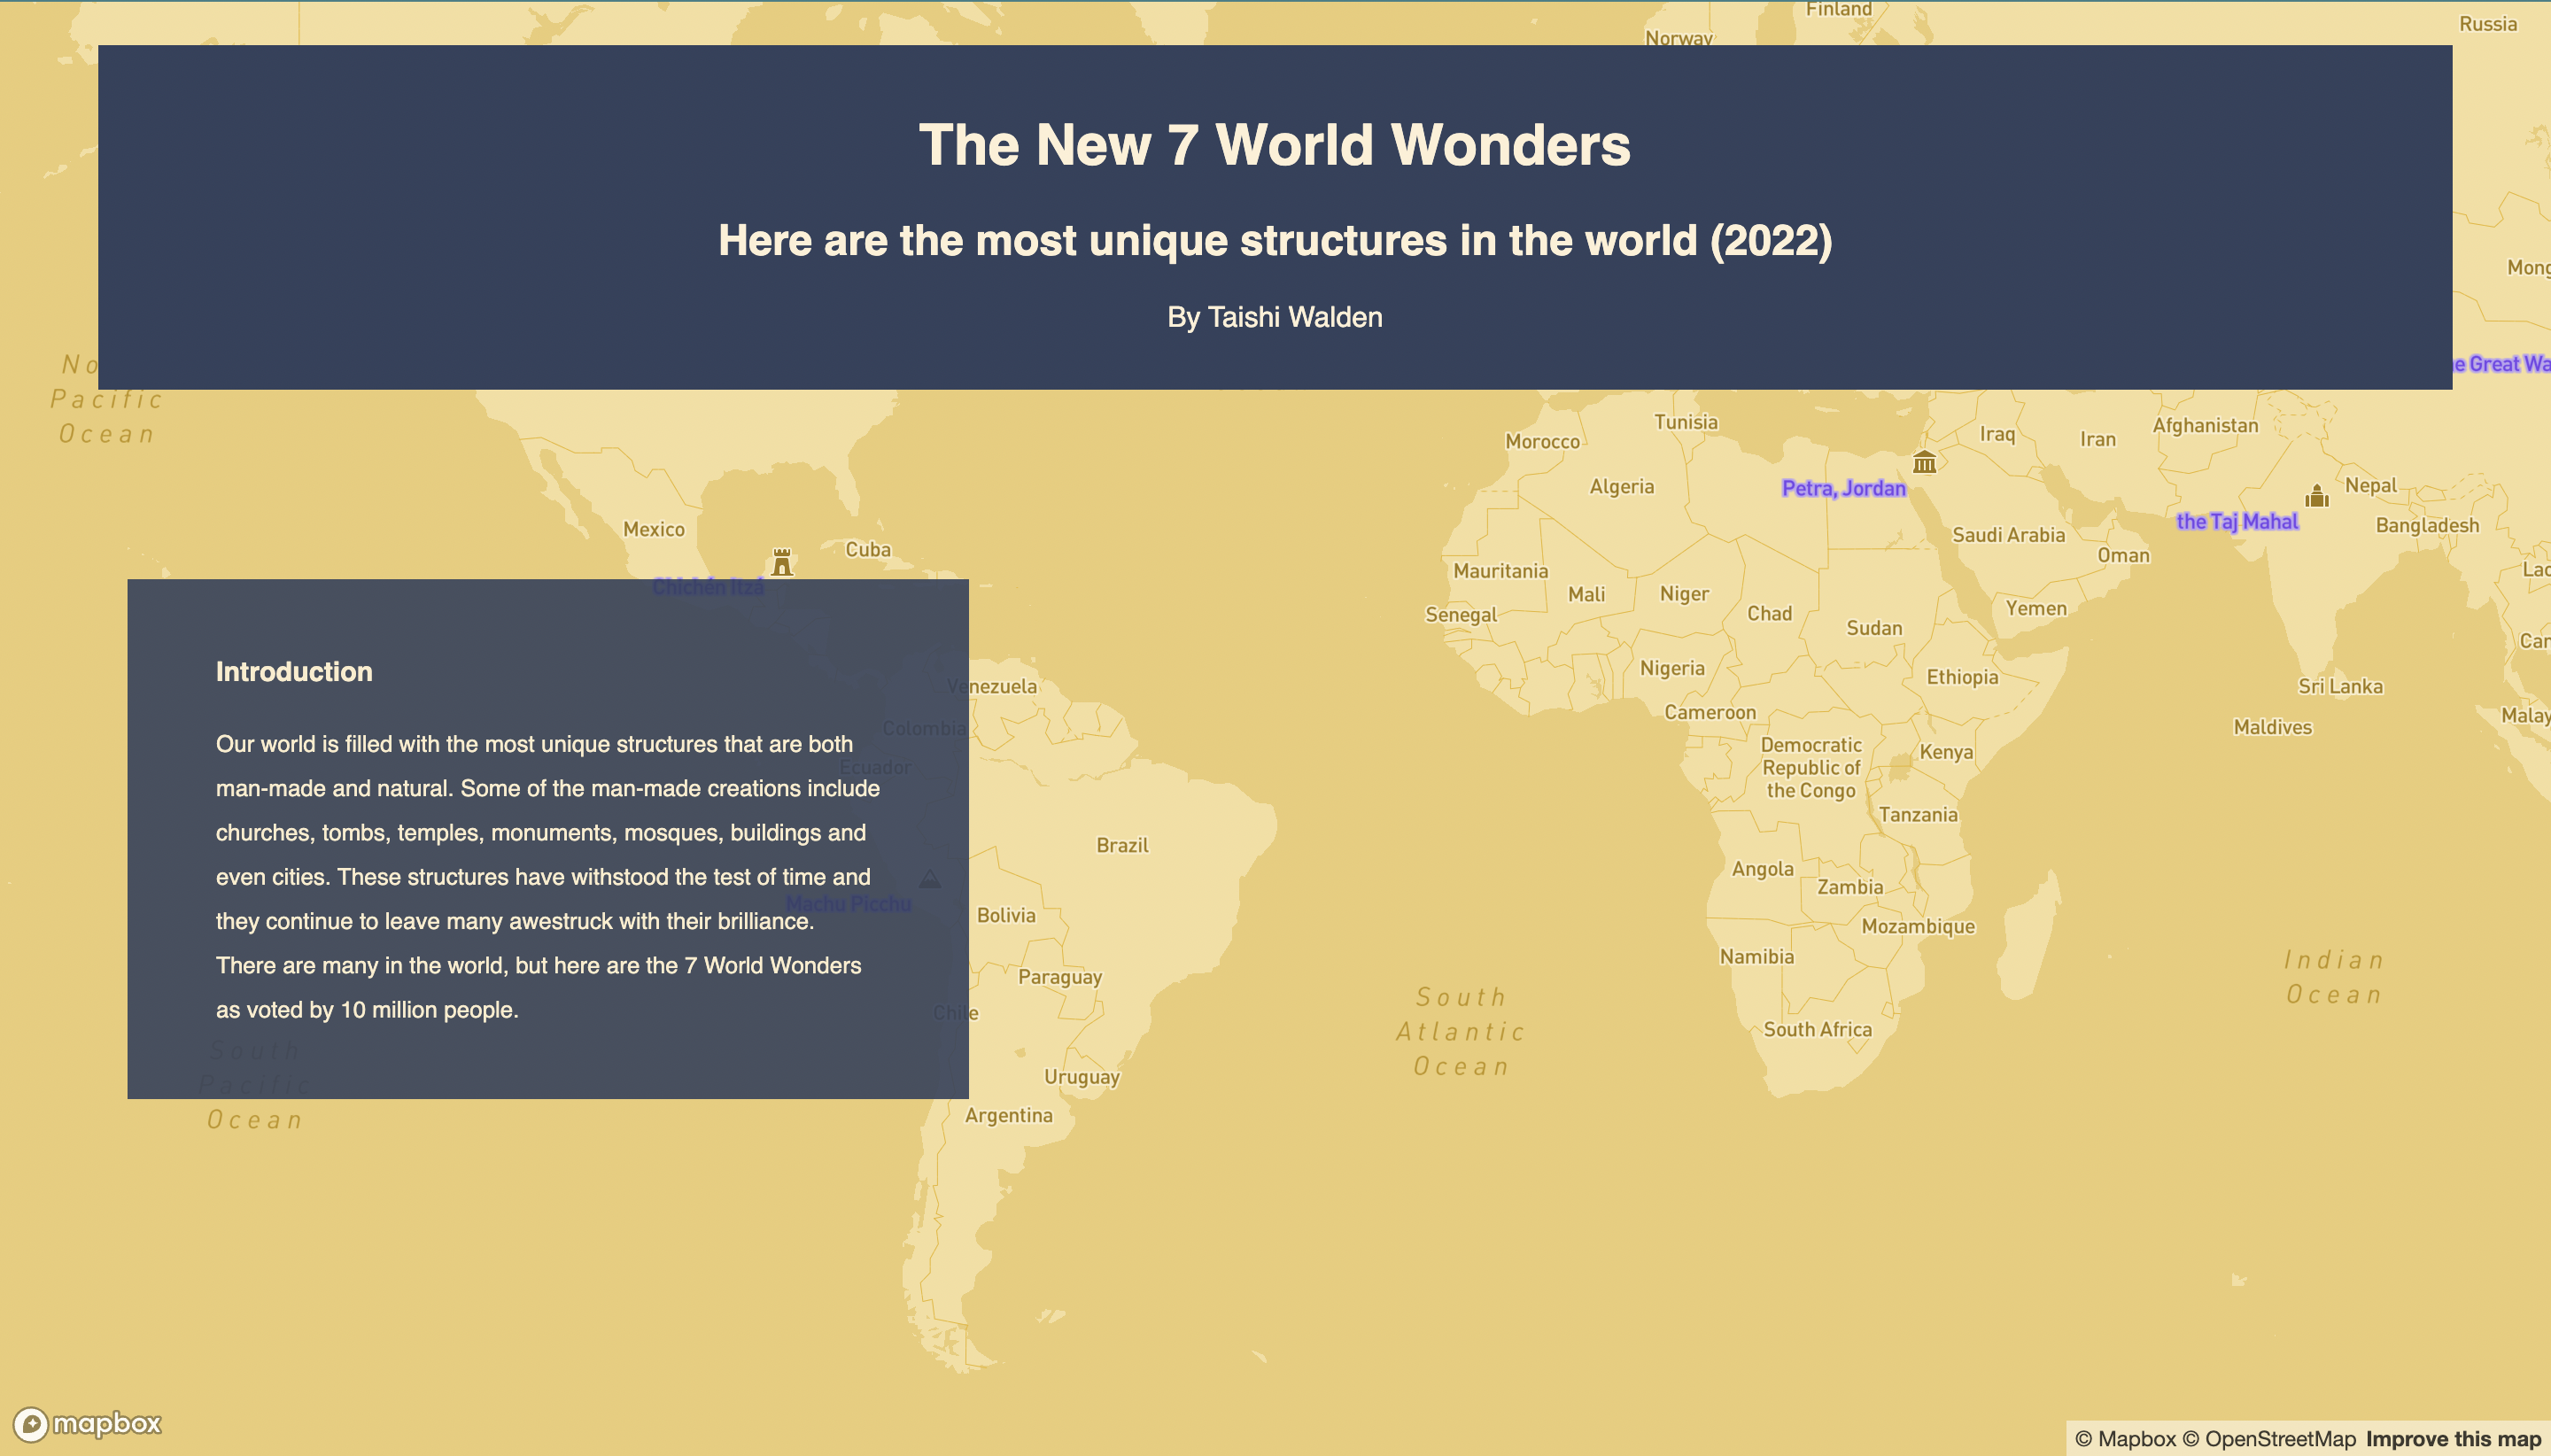 Finland
Russia
Norway
The New 7 World Wonders
Here are the most unique structures in the world (2022)
By Taishi Walden
Pacific
Ocean
Tunisia
Morocco
Algeria
Iraq
Iran
Afghanistan
Petra, Jordan
the Taj Mahal
Nepal
Bangladesh
Saudi Arabia
Oman
Yemen
Mexico
Cuba
Chichén Itzá
Mauritania
Mali
Niger
Chad
Senegal
Sudan
Nigeria
Ethiopia
Sri Lanka
Cameroon
Maldives
Democratic
Republic of
the Congo
Kenya
Tanzania
Venezuela
Colombia
Ecuador
Brazil
Introduction
Our world is filled with the most unique structures that are both
man-made and natural. Some of the man-made creations include
churches, tombs, temples, monuments, mosques, buildings and
even cities. These structures have withstood the test of time and
they continue to leave many awestruck with their brilliance.
There are many in the world, but here are the 7 World Wonders
as voted by 10 million people.
Machu Picchu
Bolivia
Paraguay
Chile
Uruguay
Argentina
South
Pacific
Ocean
Angola
Zambia
Mozambique
Namibia
South Africa
South
Atlantic
Ocean
Indian
Ocean
mapbox
© Mapbox © OpenStreetMap Improve this map